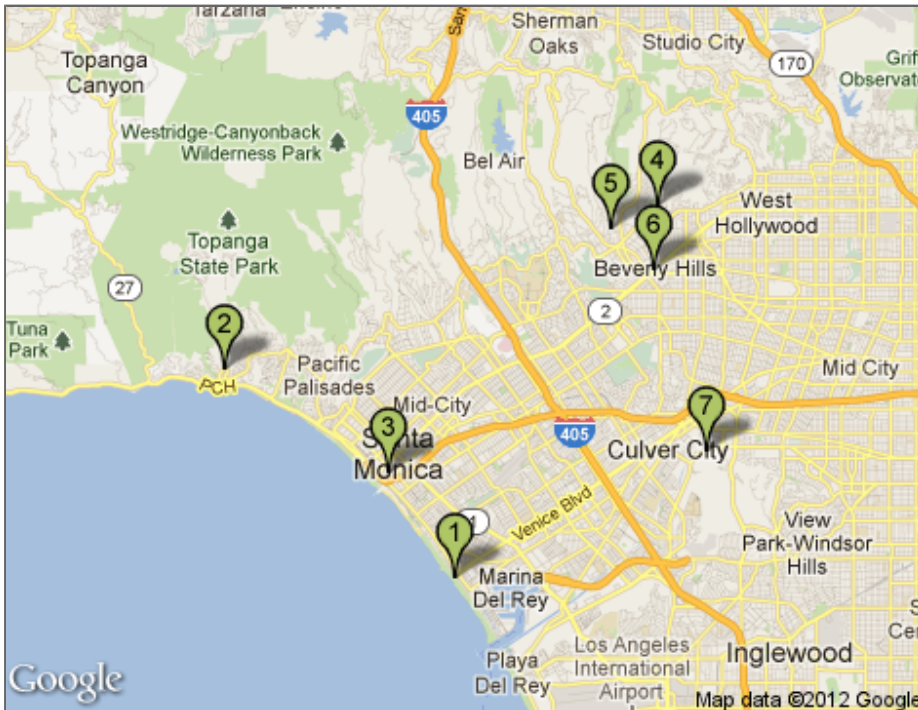 Tarzana
Sherman
Oaks
Studio City
Topanga
Canyon
170
Grif
Observato
405
Westridge-Canyonback
Wilderness Park
Bel Air
4
5
West
Hollywood
6
Topanga
State Park
Beverly Hills
27
2
2
Tuna
Park
Pacific
Palisades
PCH
Mid City
Mid-City
7
3
405
Santa
Monica
Culver City
Venice Blvd
1
1
View
Park-Windsor
Hills
Marina
Del Rey
Los Angeles
International
Airport
Inglewood
Playa
Del Rey
Google
Map data ©2012 Google